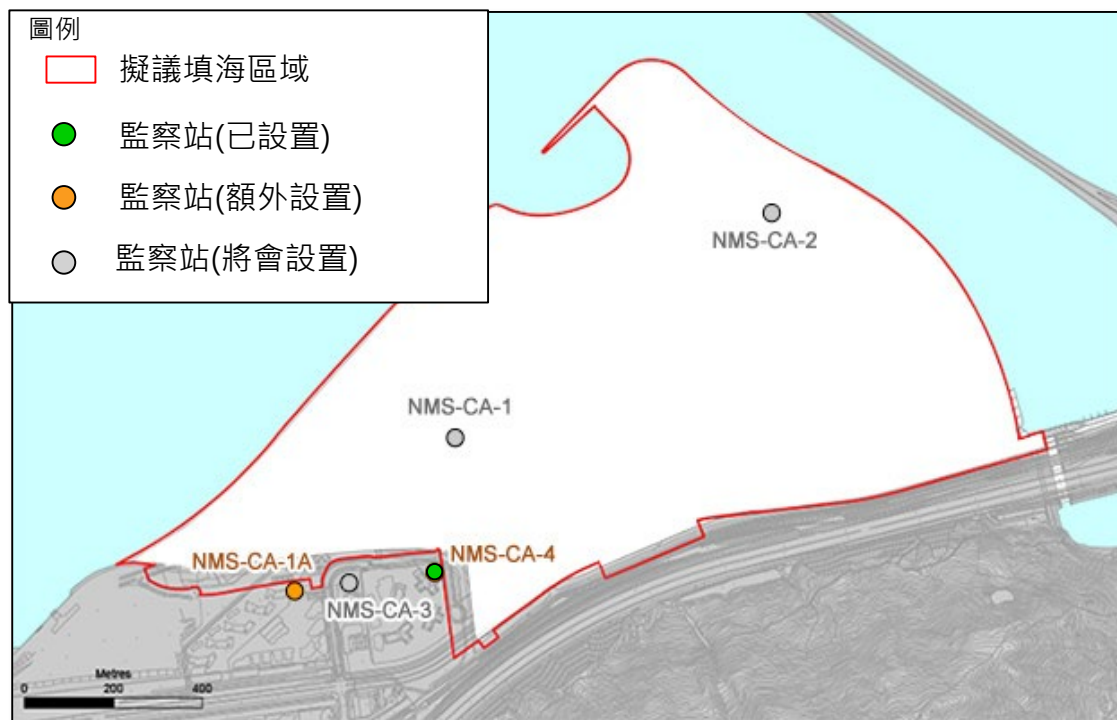 圖例
擬議填海區域
監察站(已設置)
監察站(額外設置)
監察站(將會設置)
NMS-CA-2
NMS-CA-1
NMS-CA-1A
NMS-CA-4
NMS-CA-3
Metres
0 200 400